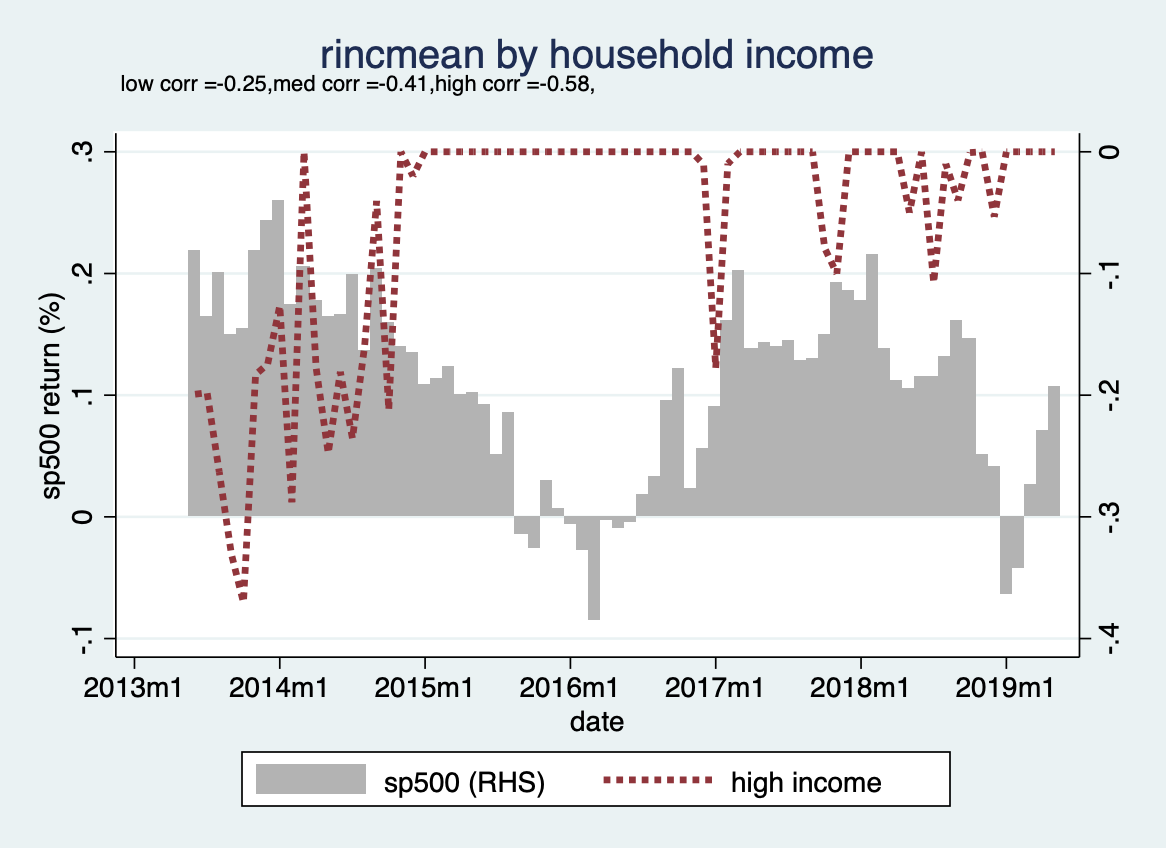 rincmean by household income
low corr =-0.25,med corr =-0.41,high corr =-0.58,
.3
.2
.1
0
-.1
sp500 return (%)
0
-.1
-.2
-.3
-.4
2013m1 2014m1 2015m1 2016m1 2017m1 2018m1 2019m1
date
sp500 (RHS) high income